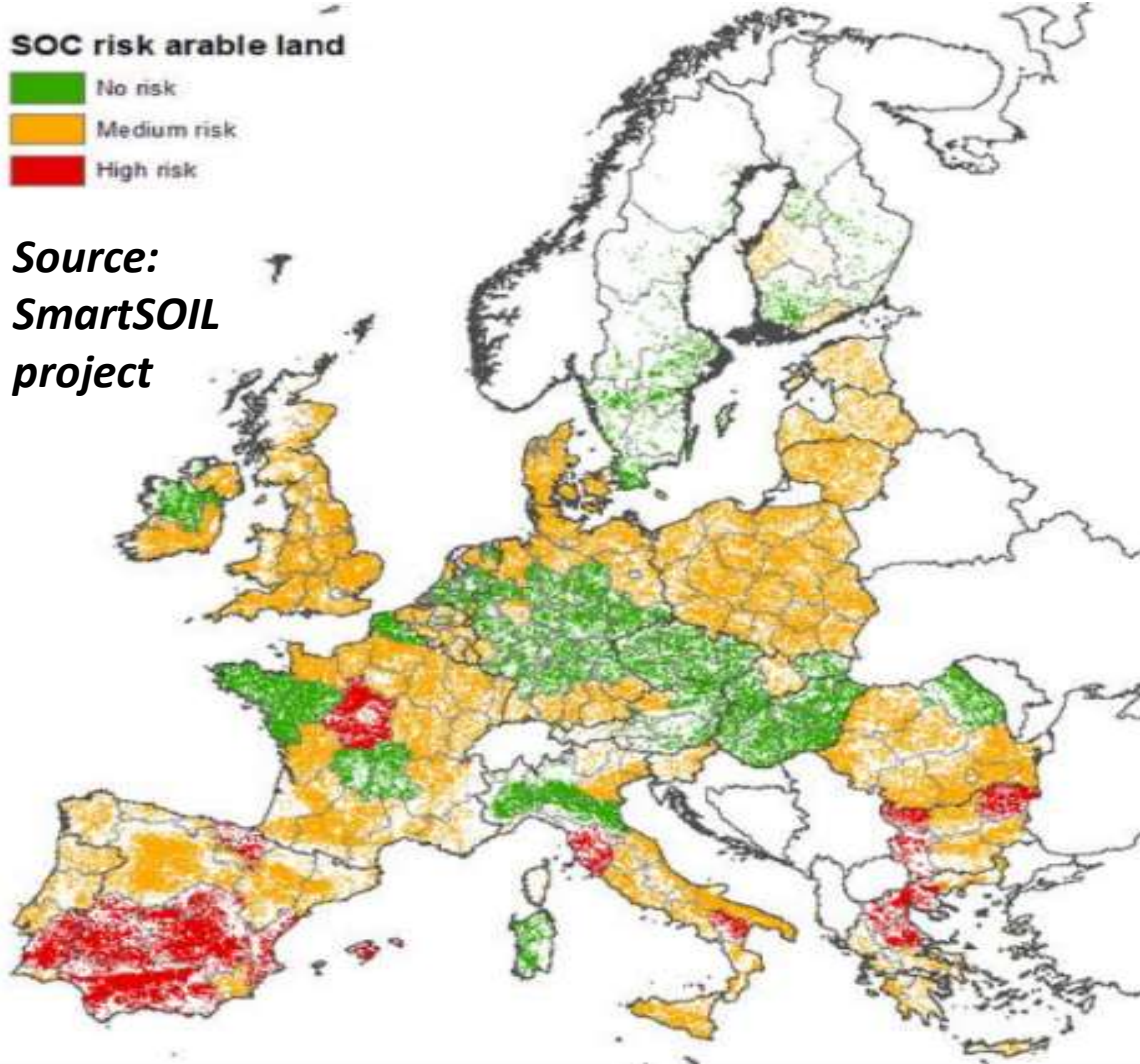 SOC risk arable land
No risk
Medium risk
High risk
Source:
SmartSOIL
project